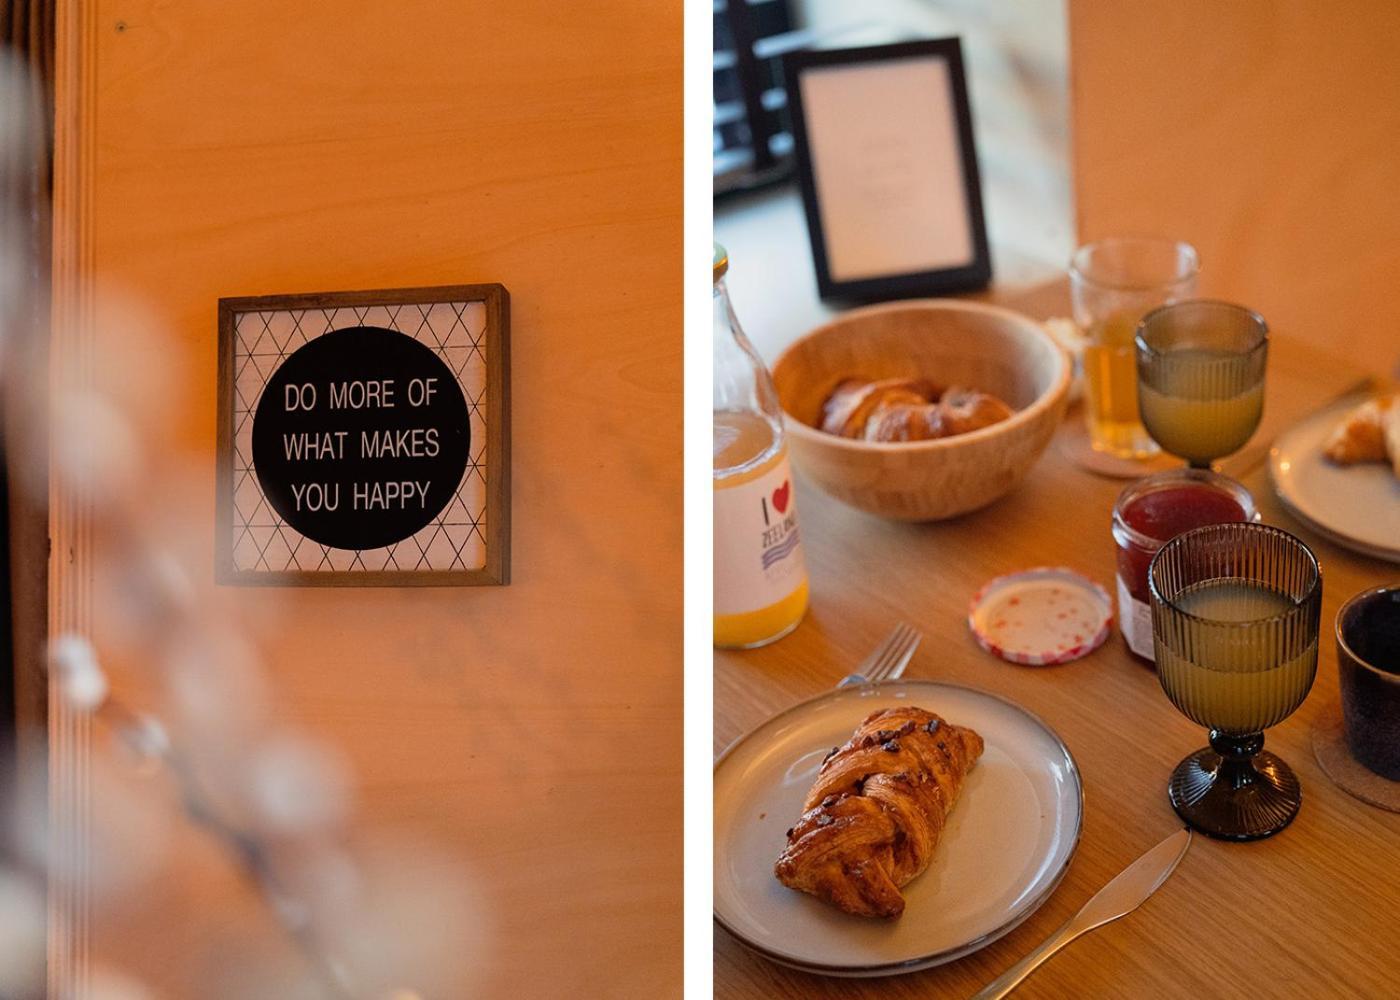 DO MORE OF
WHAT MAKES
YOU HAPPY
I ❤
ZEELAND